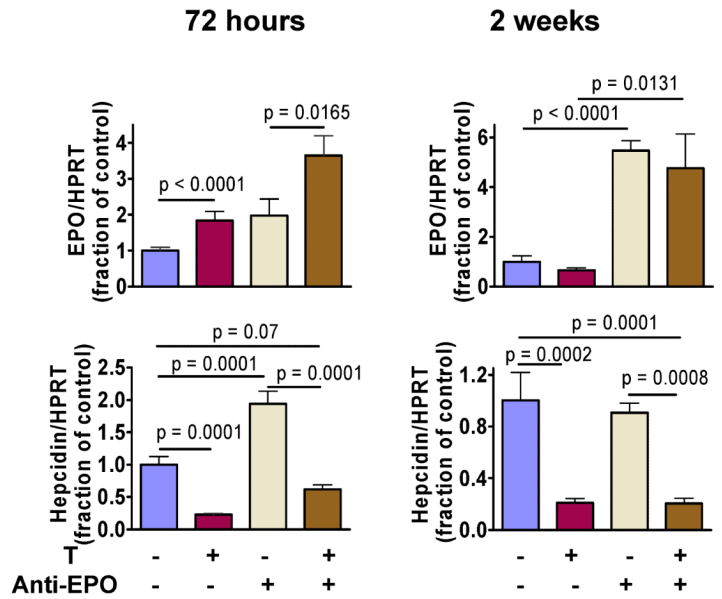 72 hours
2 weeks
EPO/HPRT
(fraction of control)
4
3
2
1
0
p < 0.0001
p = 0.0165
EPO/HPRT
(fraction of control)
6
4
2
0
p < 0.0001
p = 0.0131
Hepcidin/HPRT
(fraction of control)
2.5
2.0
1.5
1.0
0.5
0.0
p = 0.07
p = 0.0001
p = 0.0001
p = 0.0001
Hepcidin/HPRT
(fraction of control)
1.2
0.8
0.4
0.0
p = 0.0001
p = 0.0002
p = 0.0008
T - + - + - + - +
Anti-EPO - - + + - - + +